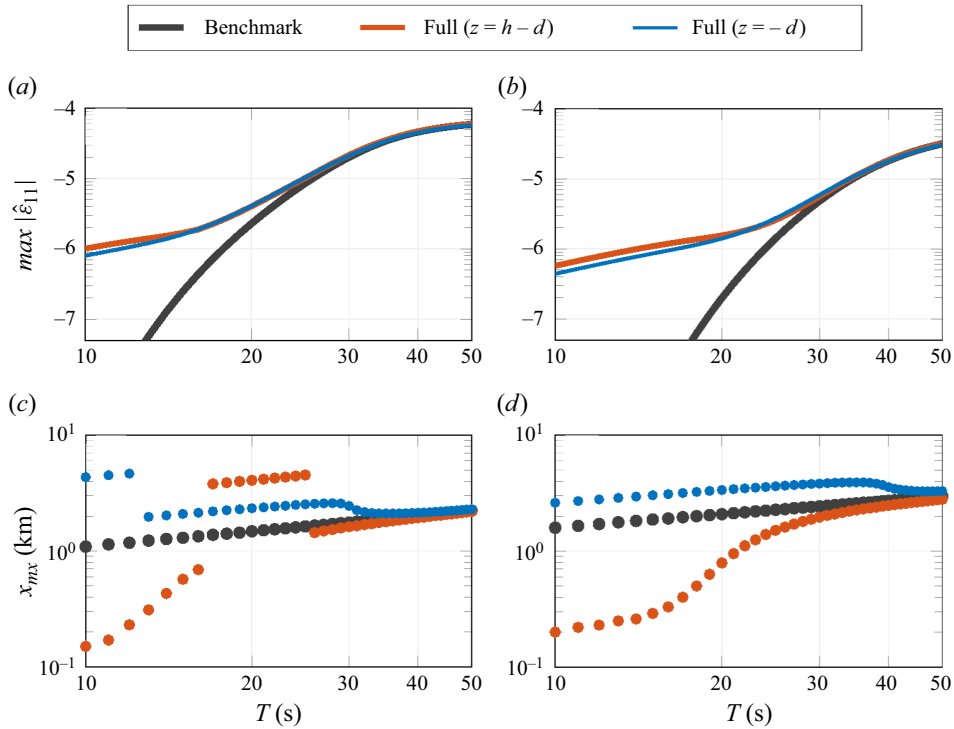 Benchmark Full (z = h – d) Full (z = – d)
(a) (b)
–4 –4
–5 –5
–6 –6
–7 –7
max |ε̂11|
10 20 30 40 50 10 20 30 40 50
(c) (d)
10^1 10^1
10^0 10^0
10^–1 10^–1
x_mx (km)
10 20 30 40 50 10 20 30 40 50
T (s) T (s)